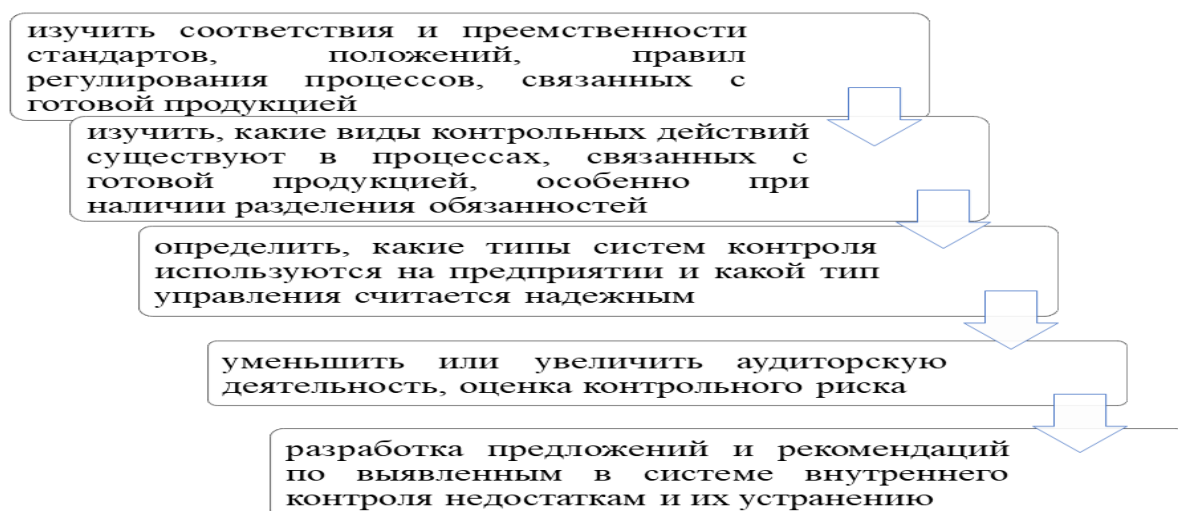 изучить соответствия и преемственности
стандартов, положений, правил
регулирования процессов, связанных с
готовой продукцией
изучить, какие виды контрольных действий
существуют в процессах, связанных с
готовой продукцией, особенно при
наличии разделения обязанностей
определить, какие типы систем контроля
используются на предприятии и какой тип
управления считается надежным
уменьшить или увеличить аудиторскую
деятельность, оценка контрольного риска
разработка предложений и рекомендаций
по выявленным в системе внутреннего
контроля недостаткам и их устранению